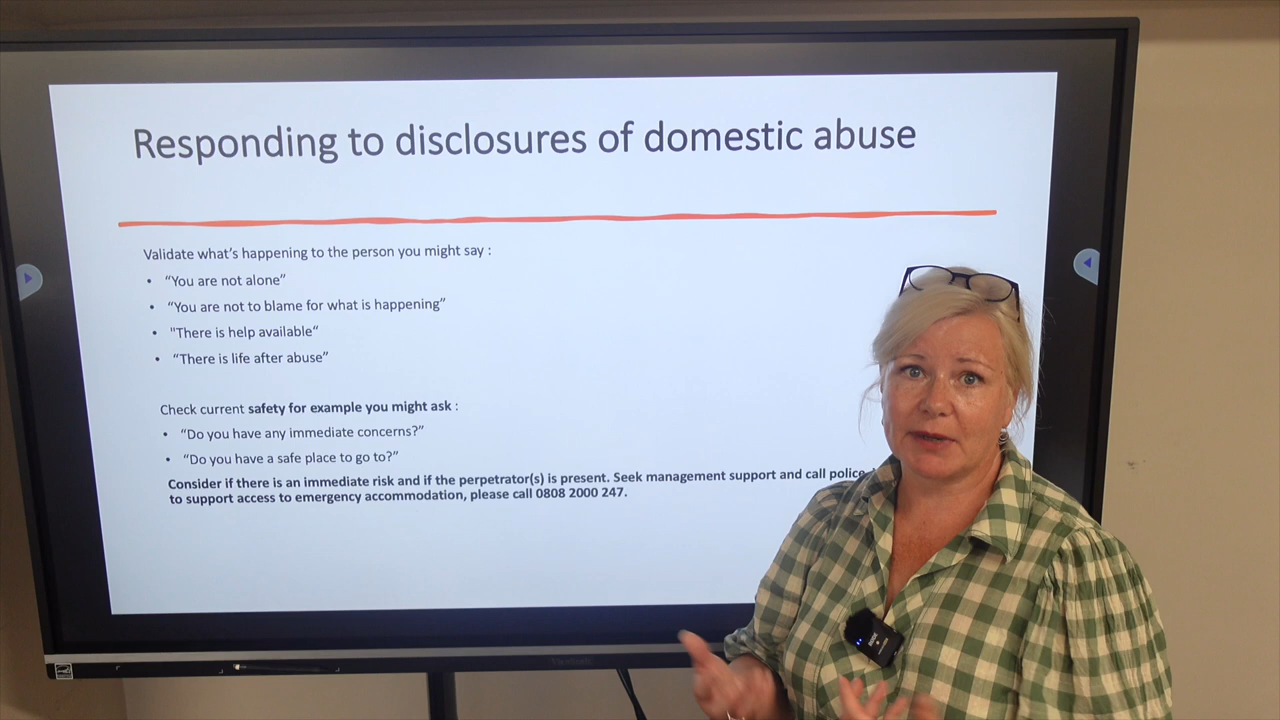 Responding to disclosures of domestic abuse
Validate what's happening to the person you might say :
• “You are not alone”
• “You are not to blame for what is happening”
• "There is help available“
• “There is life after abuse”
Check current safety for example you might ask :
• “Do you have any immediate concerns?”
• “Do you have a safe place to go to?”
Consider if there is an immediate risk and if the perpetrator(s) is present. Seek management support and call police
to support access to emergency accommodation, please call 0808 2000 247.
ViewSonic